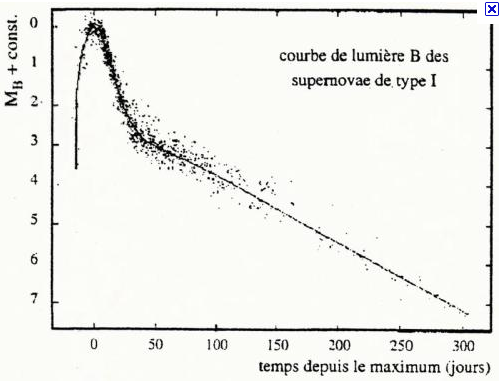 M_B + const.
0
1
2
3
4
5
6
7
courbe de lumière B des
supernovae de type I
0 50 100 150 200 250 300
temps depuis le maximum (jours)